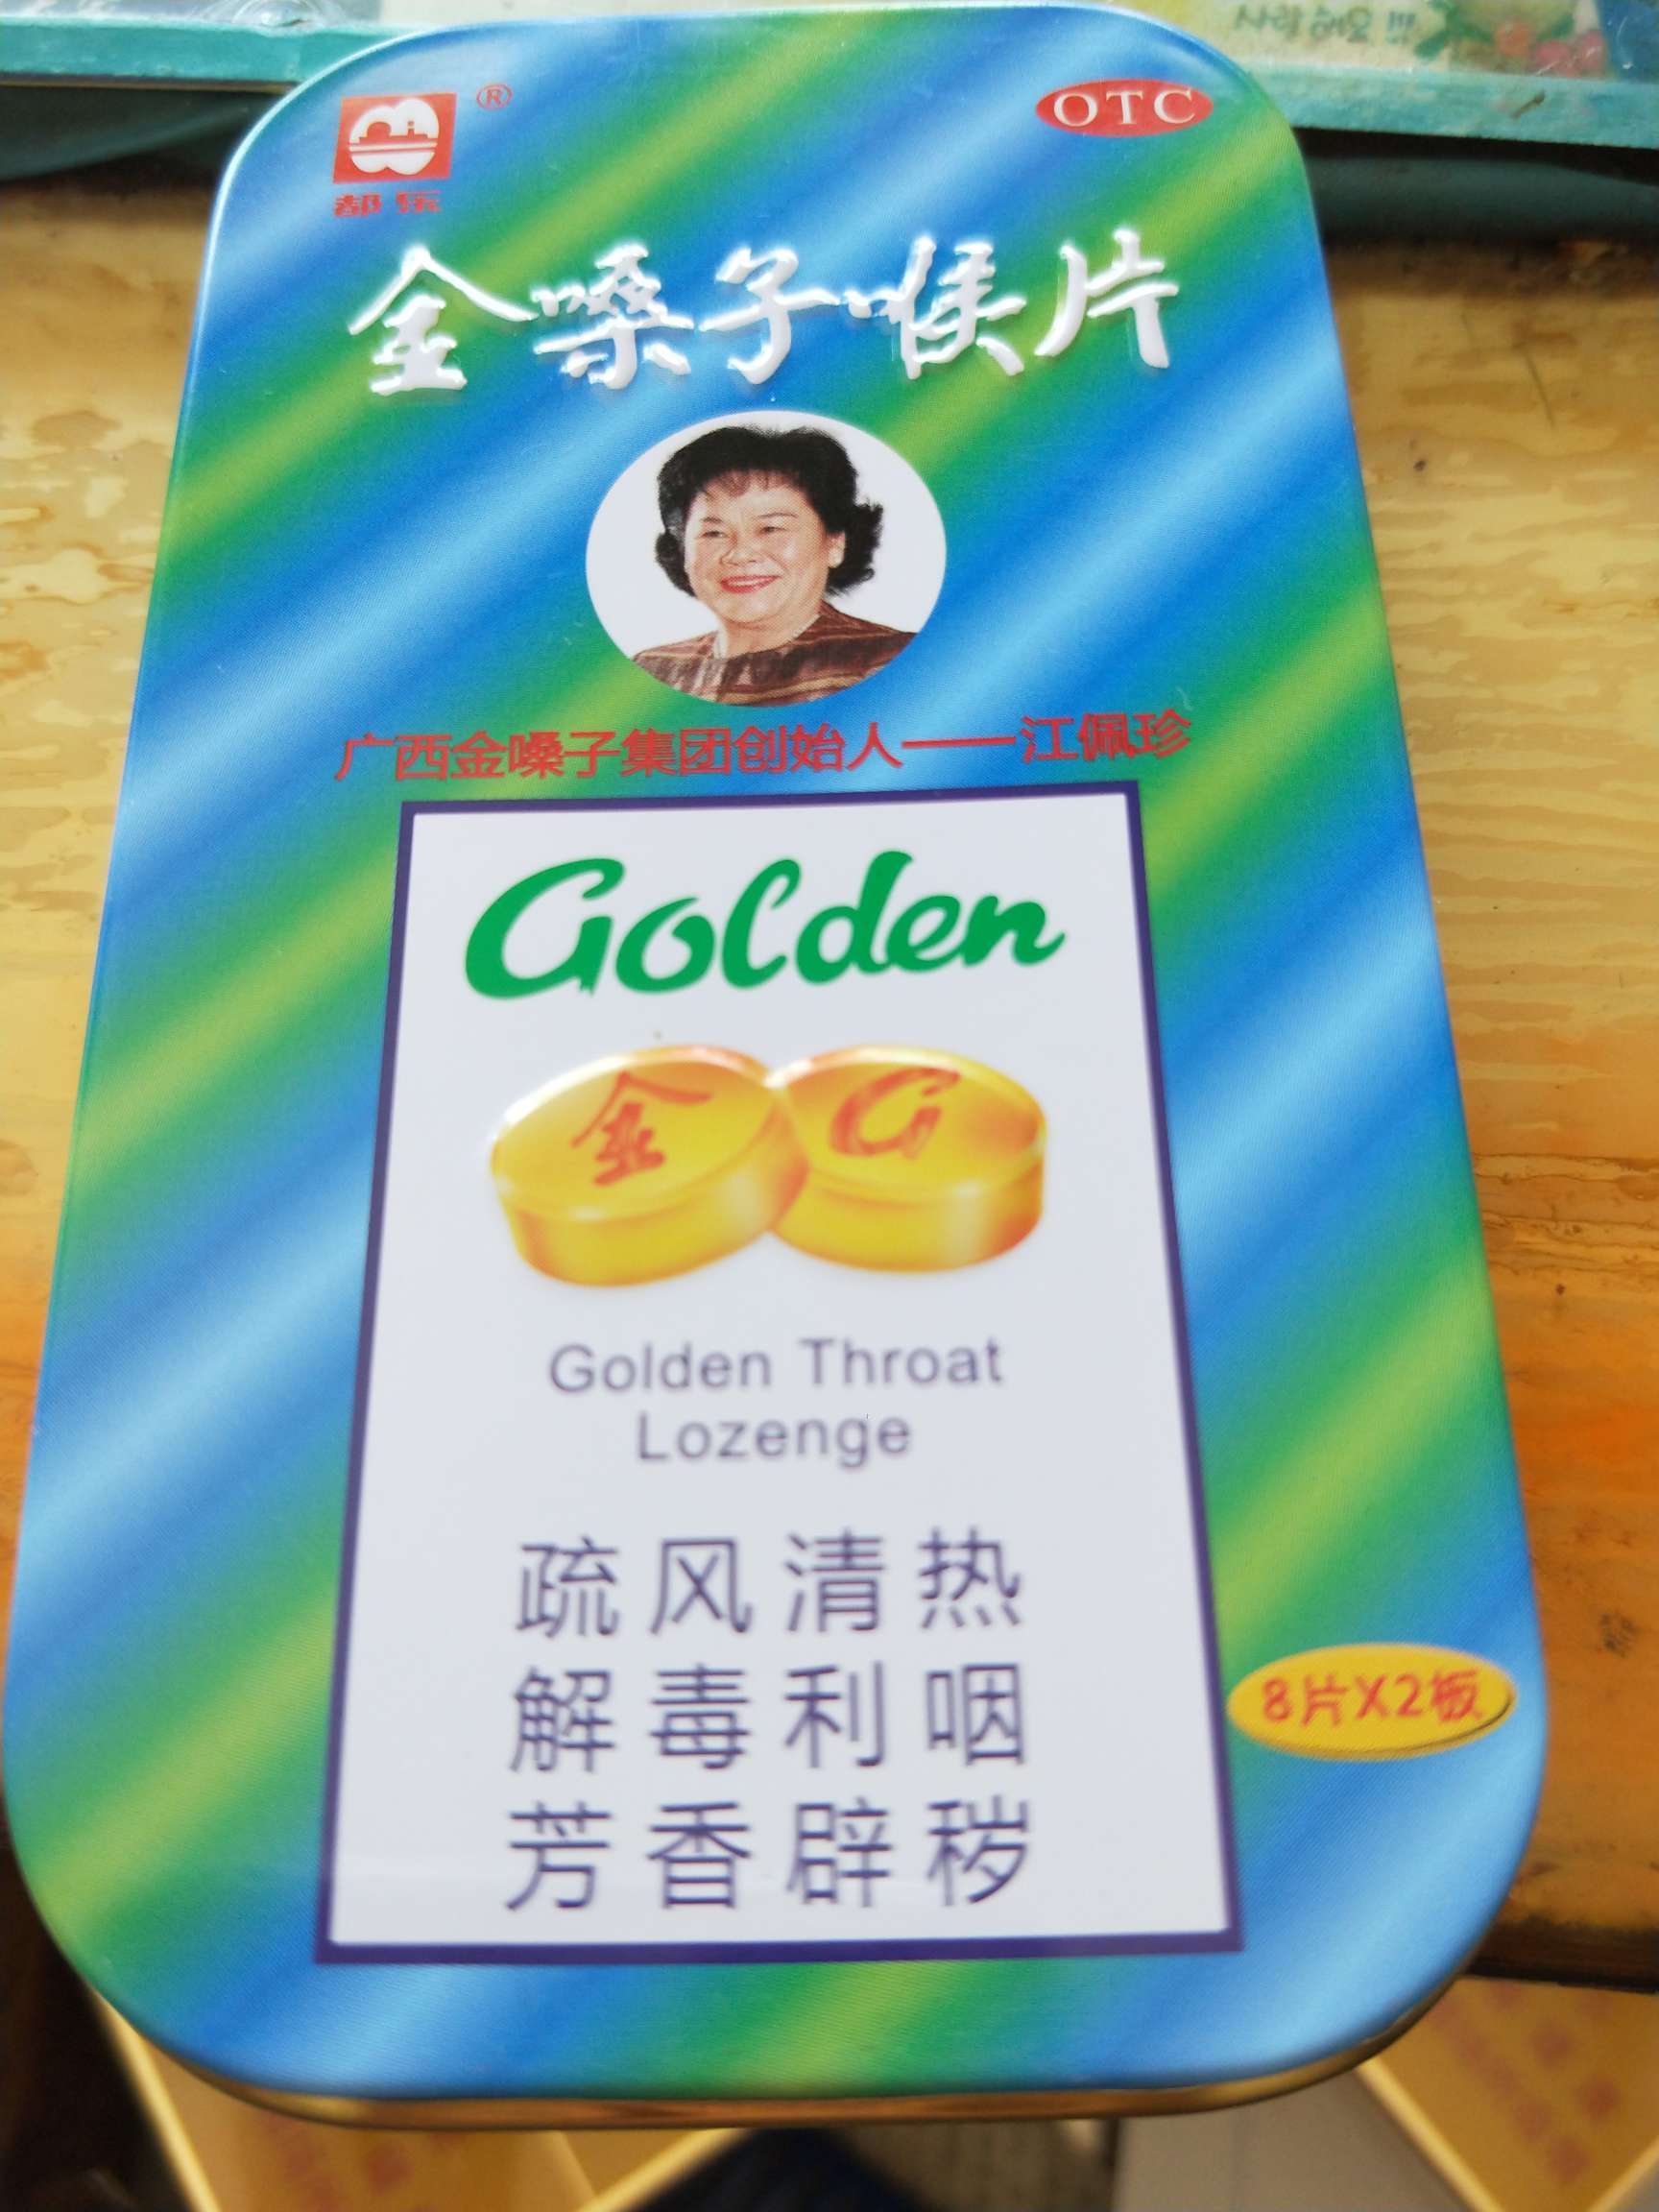 ®
OTC
都乐
金嗓子喉片
广西金嗓子集团创始人——江佩珍
Golden
金 G
Golden Throat
Lozenge
疏风清热
解毒利咽
芳香辟秽
8片X2板